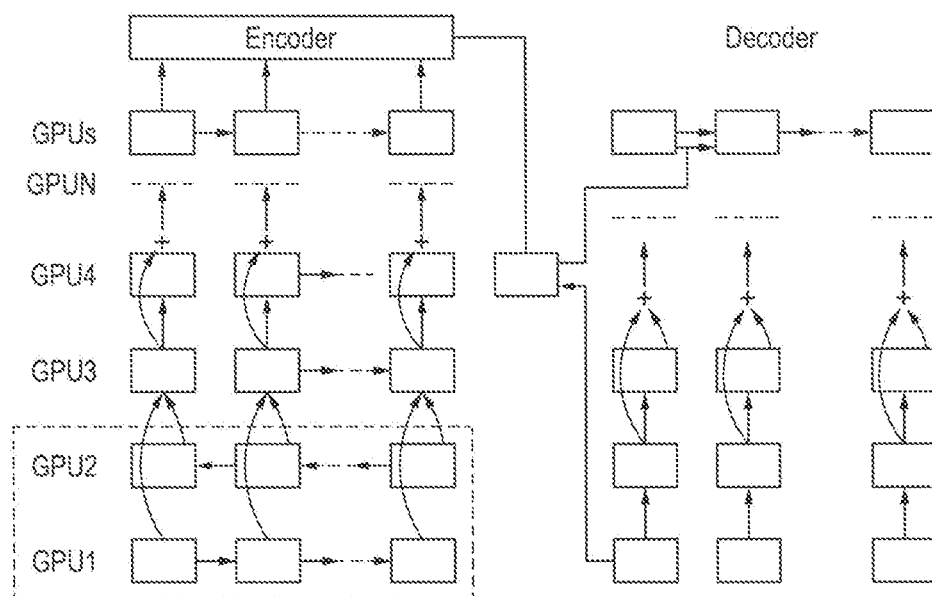 Encoder
Decoder
GPUs
GPUN
GPU4
GPU3
GPU2
GPU1